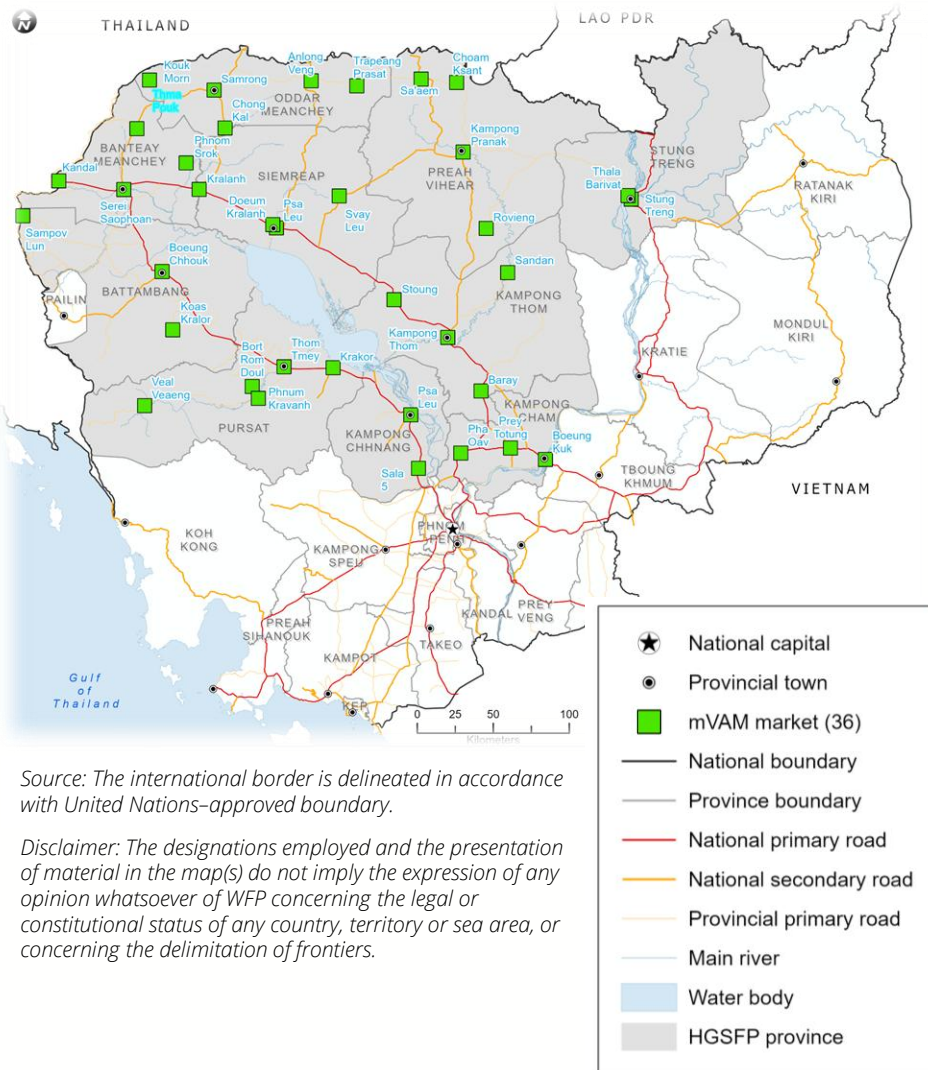 N
THAILAND
LAO PDR
Kouk
Morn
Samrong
Anlong
Veng
Trapeang
Prasat
Choam
Ksant
Sa'aem
Thma
Pouk
Chong
Kal
ODDAR
MEANCHEY
Kampong
Pranak
BANTEAY
MEANCHEY
Phnom
Srok
STUNG
TRENG
Kandal
Kralanh
SIEMREAP
PREAH
VIHEAR
Thala
Barivat
RATANAK
KIRI
Serei
Saophoan
Doeum
Kralanh
Psa
Leu
Svay
Leu
Stung
Treng
Sampov
Lun
Rovieng
Boeung
Chhouk
Sandan
PAILIN
BATTAMBANG
Stoung
KAMPONG
THOM
Koas
Kralor
MONDUL
KIRI
Bort
Rom
Doul
Thom
Tmey
Krakor
Kampong
Thom
KRATIE
Veal
Veaeng
Phnum
Kravanh
Psa
Leu
Baray
KAMPONG
CHAM
PURSAT
KAMPONG
CHHNANG
Pha
Oav
Prey
Totung
Boeung
Kuk
Sala
5
TBOUNG
KHMUM
VIETNAM
KOH
KONG
PHNOM
PENH
KAMPONG
SPEU
PREAH
SIHANOUK
KANDAL
PREY
VENG
TAKEO
KAMPOT
KEP
Gulf
of
Thailand
0 25 50 100
Kilometers
National capital
Provincial town
mVAM market (36)
National boundary
Province boundary
National primary road
National secondary road
Provincial primary road
Main river
Water body
HGSFP province
Source: The international border is delineated in accordance
with United Nations–approved boundary.
Disclaimer: The designations employed and the presentation
of material in the map(s) do not imply the expression of any
opinion whatsoever of WFP concerning the legal or
constitutional status of any country, territory or sea area, or
concerning the delimitation of frontiers.